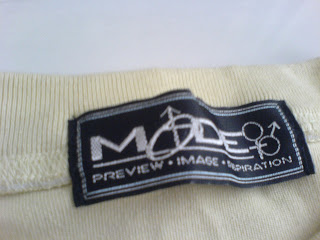 MODE
PREVIEW • IMAGE • INSPIRATION